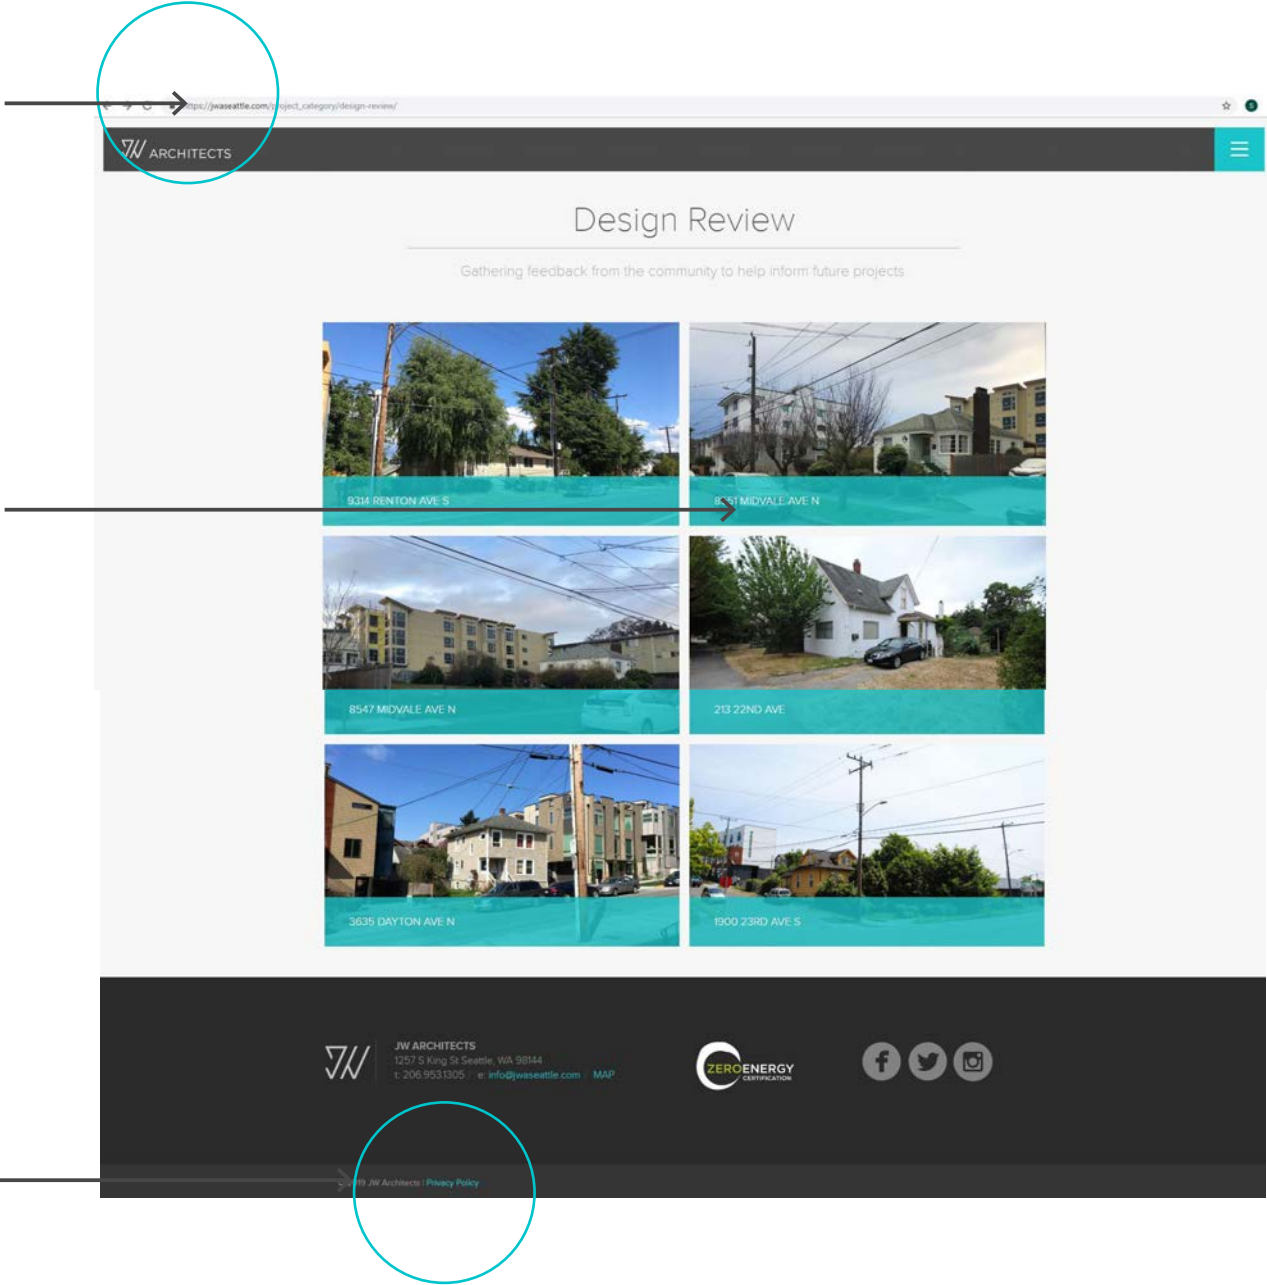 https://jwaseattle.com/project_category/design-review/
S
JW ARCHITECTS
Design Review
Gathering feedback from the community to help inform future projects
9314 RENTON AVE S
MIDVALE AVE N
8547 MIDVALE AVE N
213 22ND AVE
3635 DAYTON AVE N
1900 23RD AVE S
JW
JW ARCHITECTS
1257 S King St Seattle, WA 98144
t: 206.953.1305 / e: info@jwaseattle.com / MAP
ZEROENERGY
CERTIFICATION
2019 JW Architects | Privacy Policy